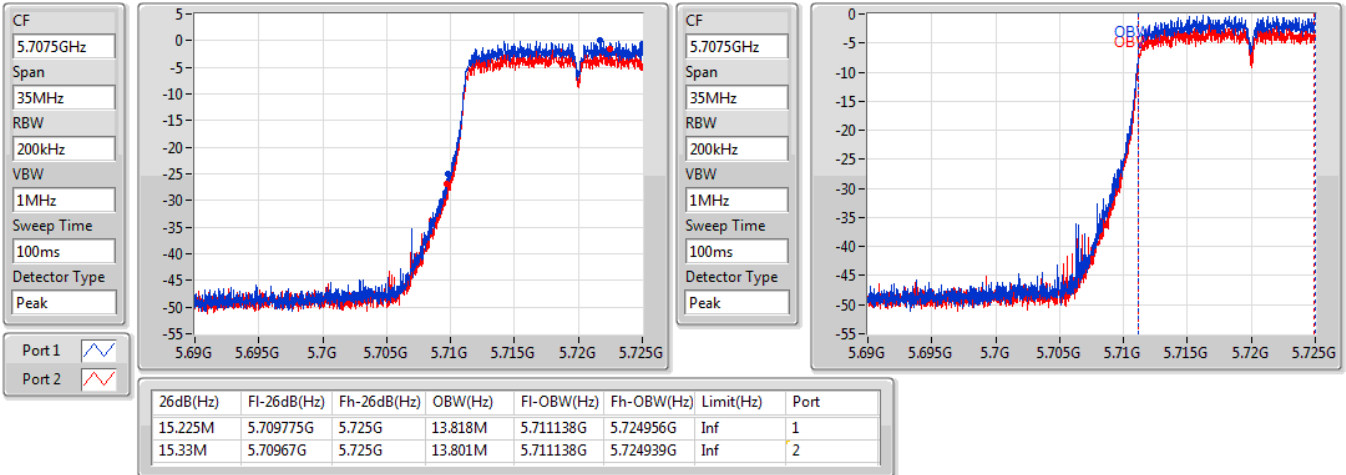 CF
5.7075GHz
Span
35MHz
RBW
200kHz
VBW
1MHz
Sweep Time
100ms
Detector Type
Peak
Port 1
Port 2
5-
0-
-5-
-10-
-15-
-20-
-25-
-30-
-35-
-40-
-45-
-50-
-55-
5.69G 5.695G 5.7G 5.705G 5.71G 5.715G 5.72G 5.725G
CF
5.7075GHz
Span
35MHz
RBW
200kHz
VBW
1MHz
Sweep Time
100ms
Detector Type
Peak
0-
-5-
-10-
-15-
-20-
-25-
-30-
-35-
-40-
-45-
-50-
-55-
OBW
OBW
5.69G 5.695G 5.7G 5.705G 5.71G 5.715G 5.72G 5.725G
26dB(Hz) Fl-26dB(Hz) Fh-26dB(Hz) OBW(Hz) Fl-OBW(Hz) Fh-OBW(Hz) Limit(Hz) Port
15.225M 5.709775G 5.725G 13.818M 5.711138G 5.724956G Inf 1
15.33M 5.70967G 5.725G 13.801M 5.711138G 5.724939G Inf 2